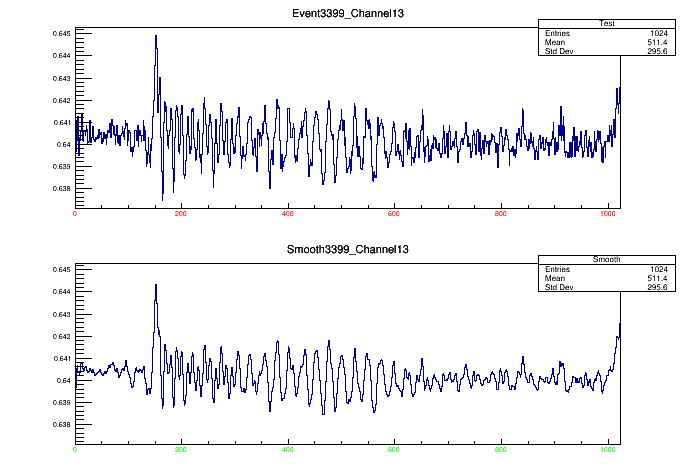 Event3399_Channel13
Test
Entries 1024
Mean 511.4
Std Dev 295.6
0.645
0.644
0.643
0.642
0.641
0.64
0.639
0.638
0 200 400 600 800 1000
Smooth3399_Channel13
Smooth
Entries 1024
Mean 511.4
Std Dev 295.6
0.645
0.644
0.643
0.642
0.641
0.64
0.639
0.638
0 200 400 600 800 1000